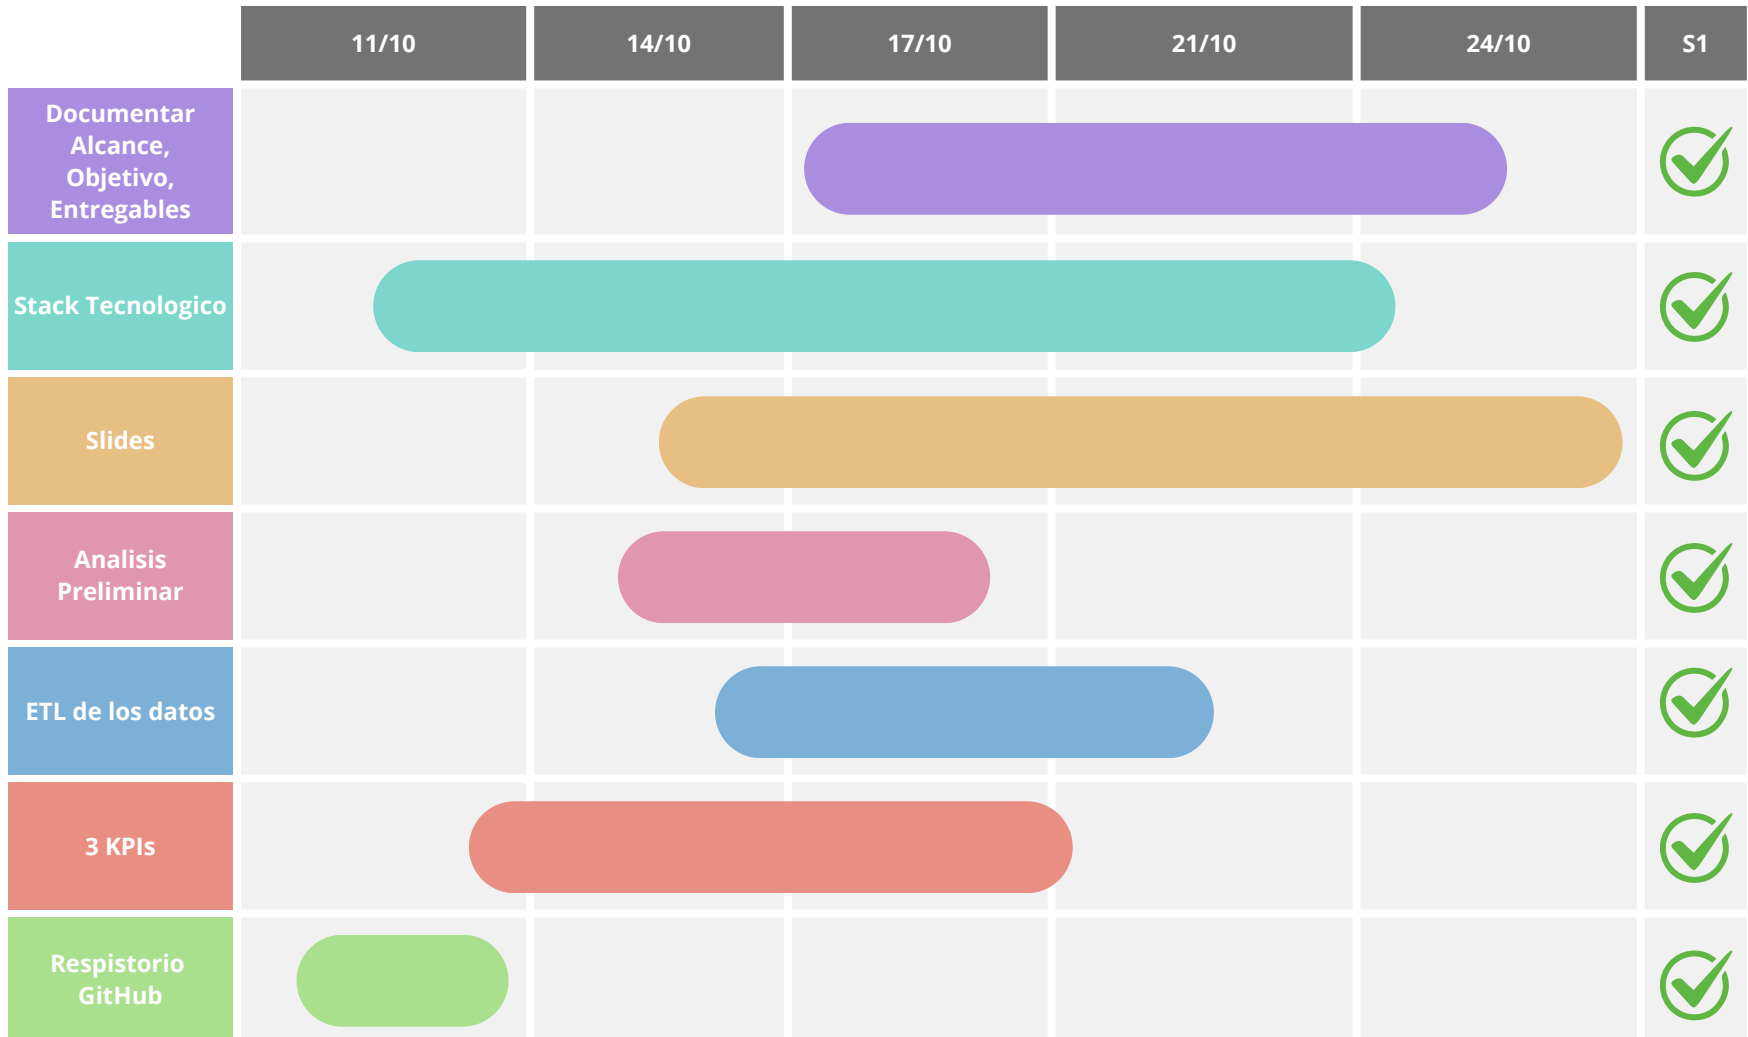 11/10
14/10
17/10
21/10
24/10
S1
Documentar
Alcance,
Objetivo,
Entregables
Stack Tecnologico
Slides
Analisis
Preliminar
ETL de los datos
3 KPIs
Respistorio
GitHub